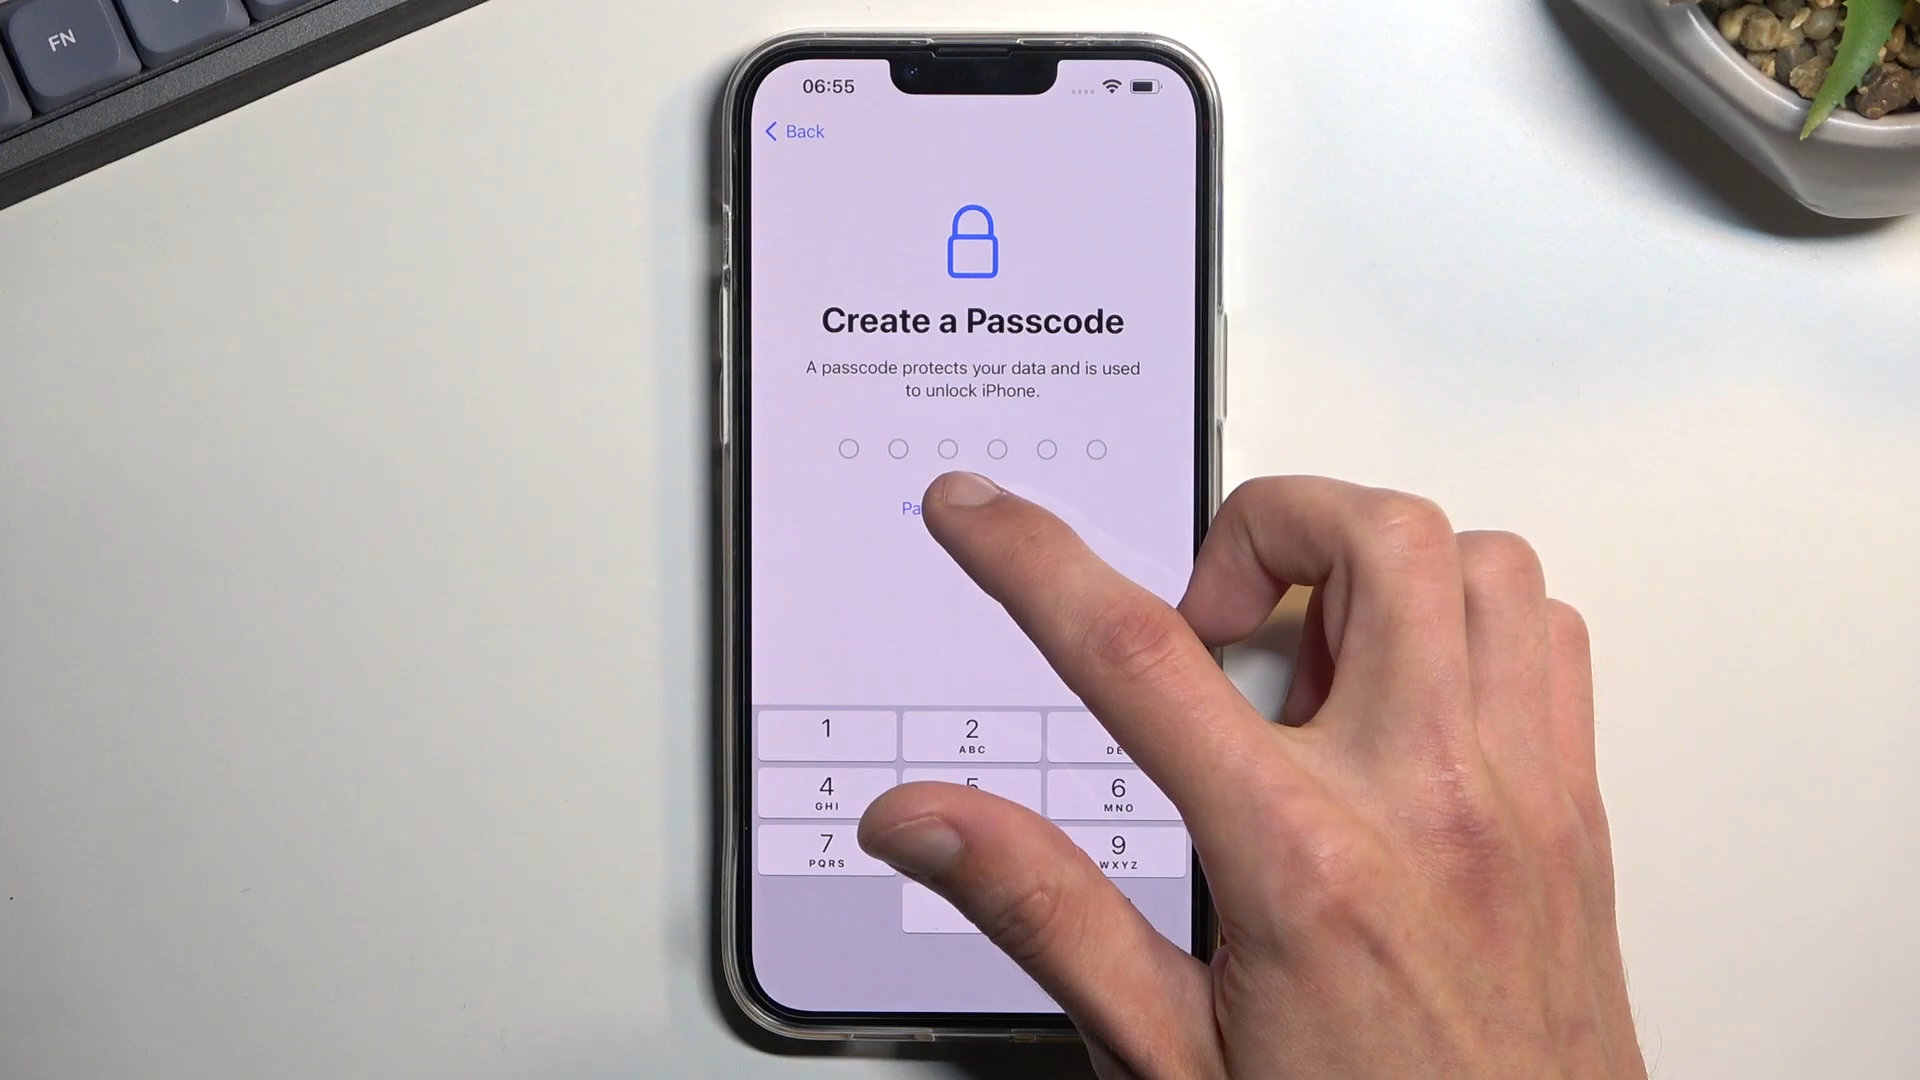 FN
06:55
Back
Create a Passcode
A passcode protects your data and is used
to unlock iPhone.
1
2
ABC
4
GHI
5
6
MNO
7
PQRS
9
WXYZ